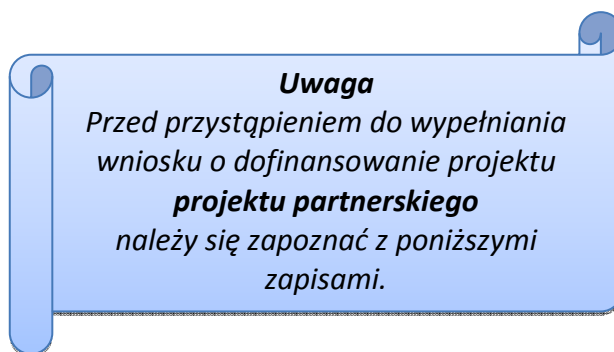 Uwaga
Przed przystąpieniem do wypełniania
wniosku o dofinansowanie projektu
projektu partnerskiego
należy się zapoznać z poniższymi
zapisami.